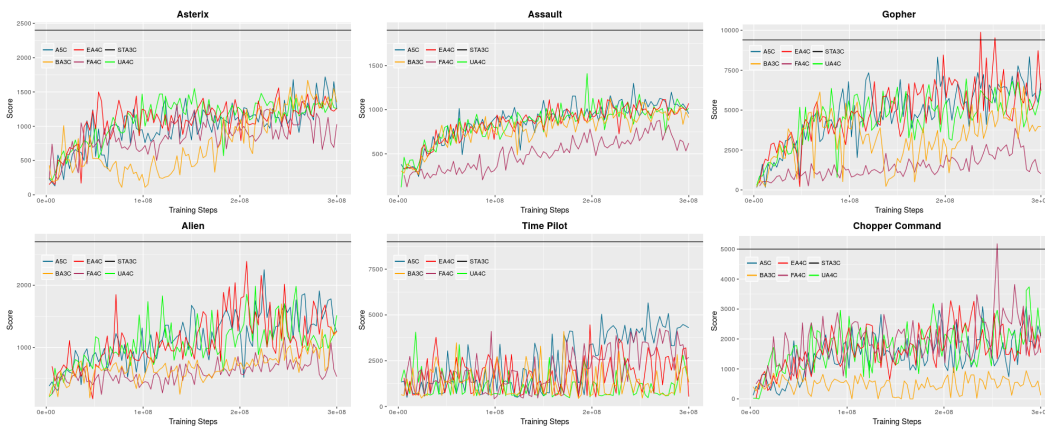 Asterix
2500
2000
1500
1000
500
0
Score
A5C EA4C STA3C
BA3C FA4C UA4C
0e+00 1e+08 2e+08 3e+08
Training Steps
Assault
1500
1000
500
Score
A5C EA4C STA3C
BA3C FA4C UA4C
0e+00 1e+08 2e+08 3e+08
Training Steps
Gopher
10000
7500
5000
2500
0
Score
A5C EA4C STA3C
BA3C FA4C UA4C
0e+00 1e+08 2e+08 3e+0
Training Steps
Alien
2000
1000
Score
A5C EA4C STA3C
BA3C FA4C UA4C
0e+00 1e+08 2e+08 3e+08
Training Steps
Time Pilot
7500
5000
2500
0
Score
A5C EA4C STA3C
BA3C FA4C UA4C
0e+00 1e+08 2e+08 3e+08
Training Steps
Chopper Command
5000
4000
3000
2000
1000
0
Score
A5C EA4C STA3C
BA3C FA4C UA4C
0e+00 1e+08 2e+08 3e+0
Training Steps